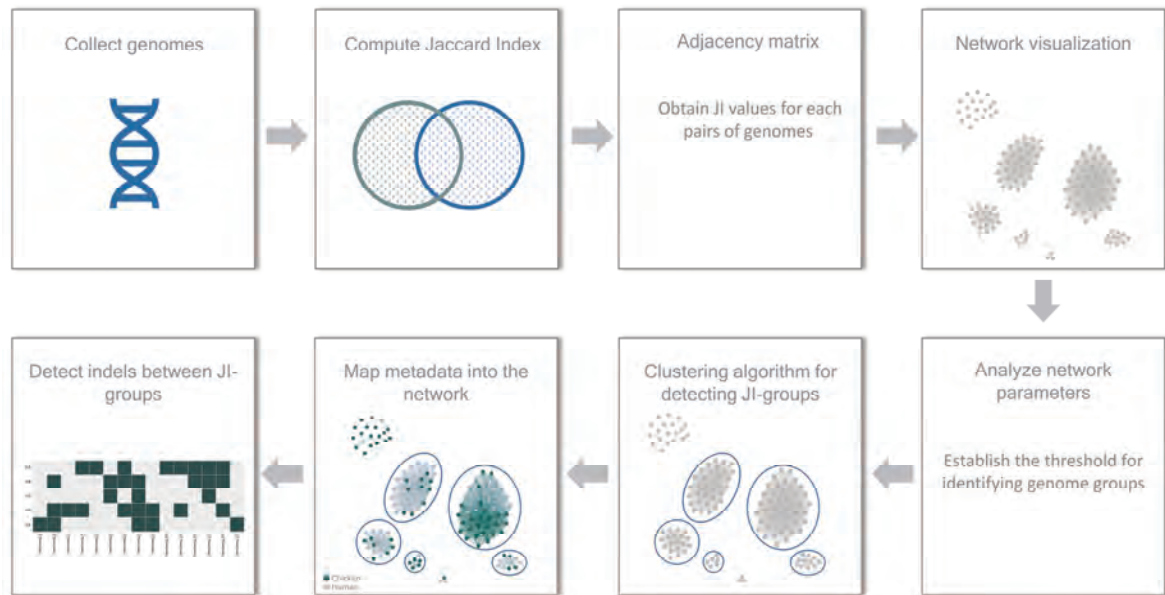 Collect genomes
Compute Jaccard Index
Adjacency matrix
Obtain JI values for each
pairs of genomes
Network visualization
Analyze network
parameters
Establish the threshold for
identifying genome groups
Clustering algorithm for
detecting JI-groups
Map metadata into the
network
Chicken
Human
Detect indels between JI-
groups